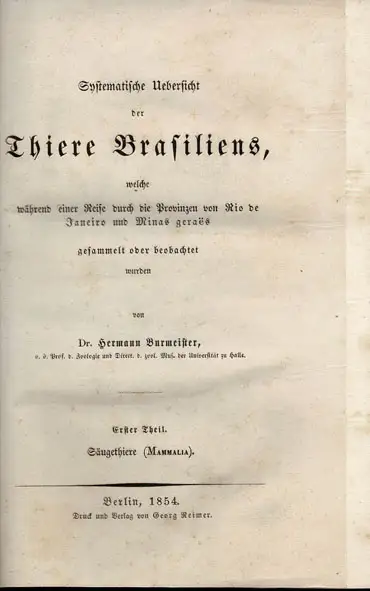 Systematische Uebersicht
der
Thiere Brasiliens,
welche
während einer Reise durch die Provinzen von Rio de
Janeiro und Minas geraës
gesammelt oder beobachtet
wurden
von
Dr. Hermann Burmeister,
o. ö. Prof. d. Zoologie und Direct. d. zool. Mus. der Universität zu Halle.
Erster Theil.
Säugethiere (Mammalia).
Berlin, 1854.
Druck und Verlag von Georg Reimer.